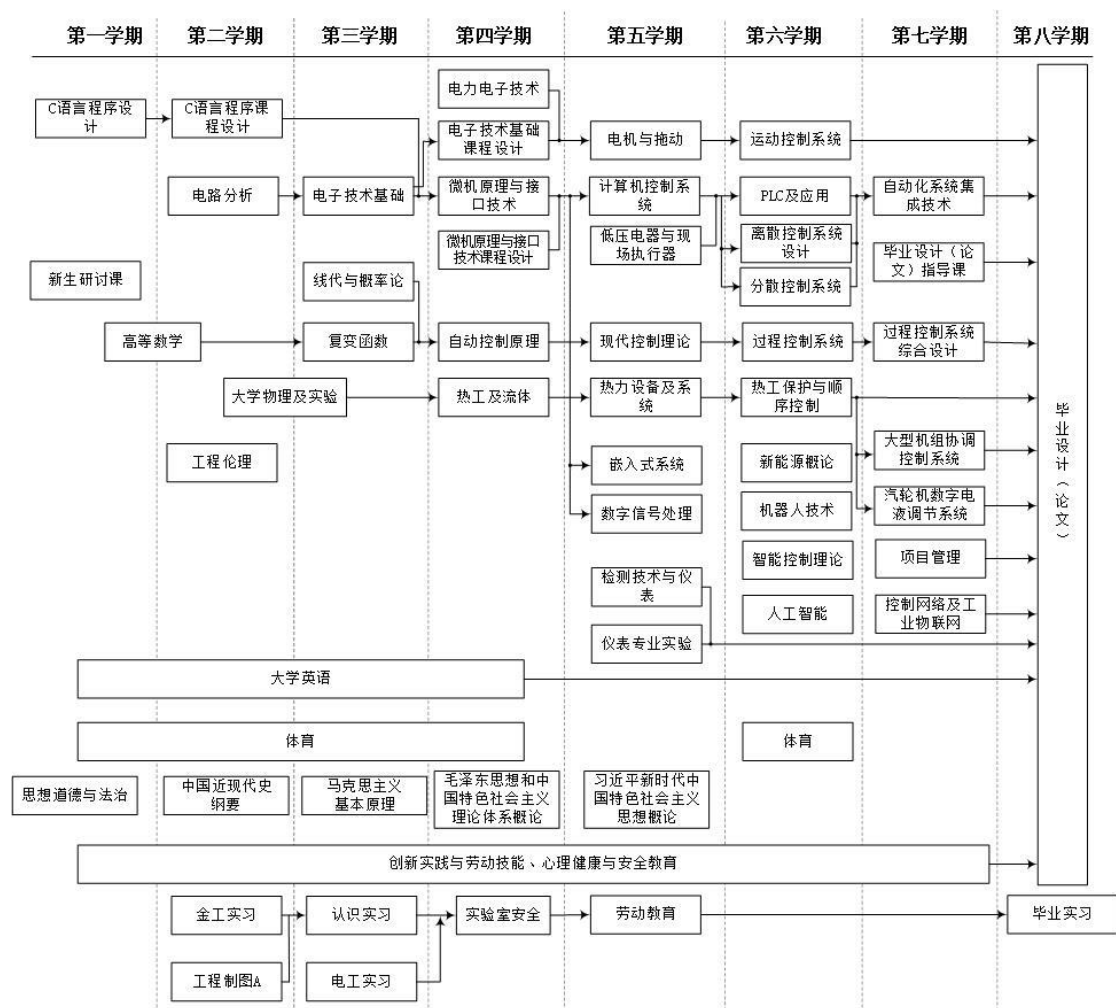 第一学期 第二学期 第三学期 第四学期 第五学期 第六学期 第七学期 第八学期
电力电子技术
C语言程序设
计
C语言程序课
程设计
电子技术基础
课程设计
电机与拖动
运动控制系统
电路分析
电子技术基础
微机原理与接
口技术
计算机控制
系统
PLC及应用
自动化系统集
成技术
微机原理与接口
技术课程设计
低压电器与现
场执行器
离散控制系统
设计
毕业设计(论
文)指导课
新生研讨课
线代与概率论
分散控制系统
高等数学
复变函数
自动控制原理
现代控制理论
过程控制系统
过程控制系统
综合设计
大学物理及实验
热工及流体
热力设备及系
统
热工保护与顺
序控制
工程伦理
嵌入式系统
新能源概论
大型机组协调
控制系统
数字信号处理
机器人技术
汽轮机数字电
液调节系统
检测技术与仪
表
智能控制理论
项目管理
人工智能
控制网络及工
业物联网
仪表专业实验
大学英语
体育
体育
思想道德与法治
中国近现代史
纲要
马克思主义
基本原理
毛泽东思想和中
国特色社会主义
理论体系概论
习近平新时代中
国特色社会主义
思想概论
创新实践与劳动技能、心理健康与安全教育
毕业设计(论文)
金工实习
认识实习
实验室安全
劳动教育
毕业实习
工程制图A
电工实习